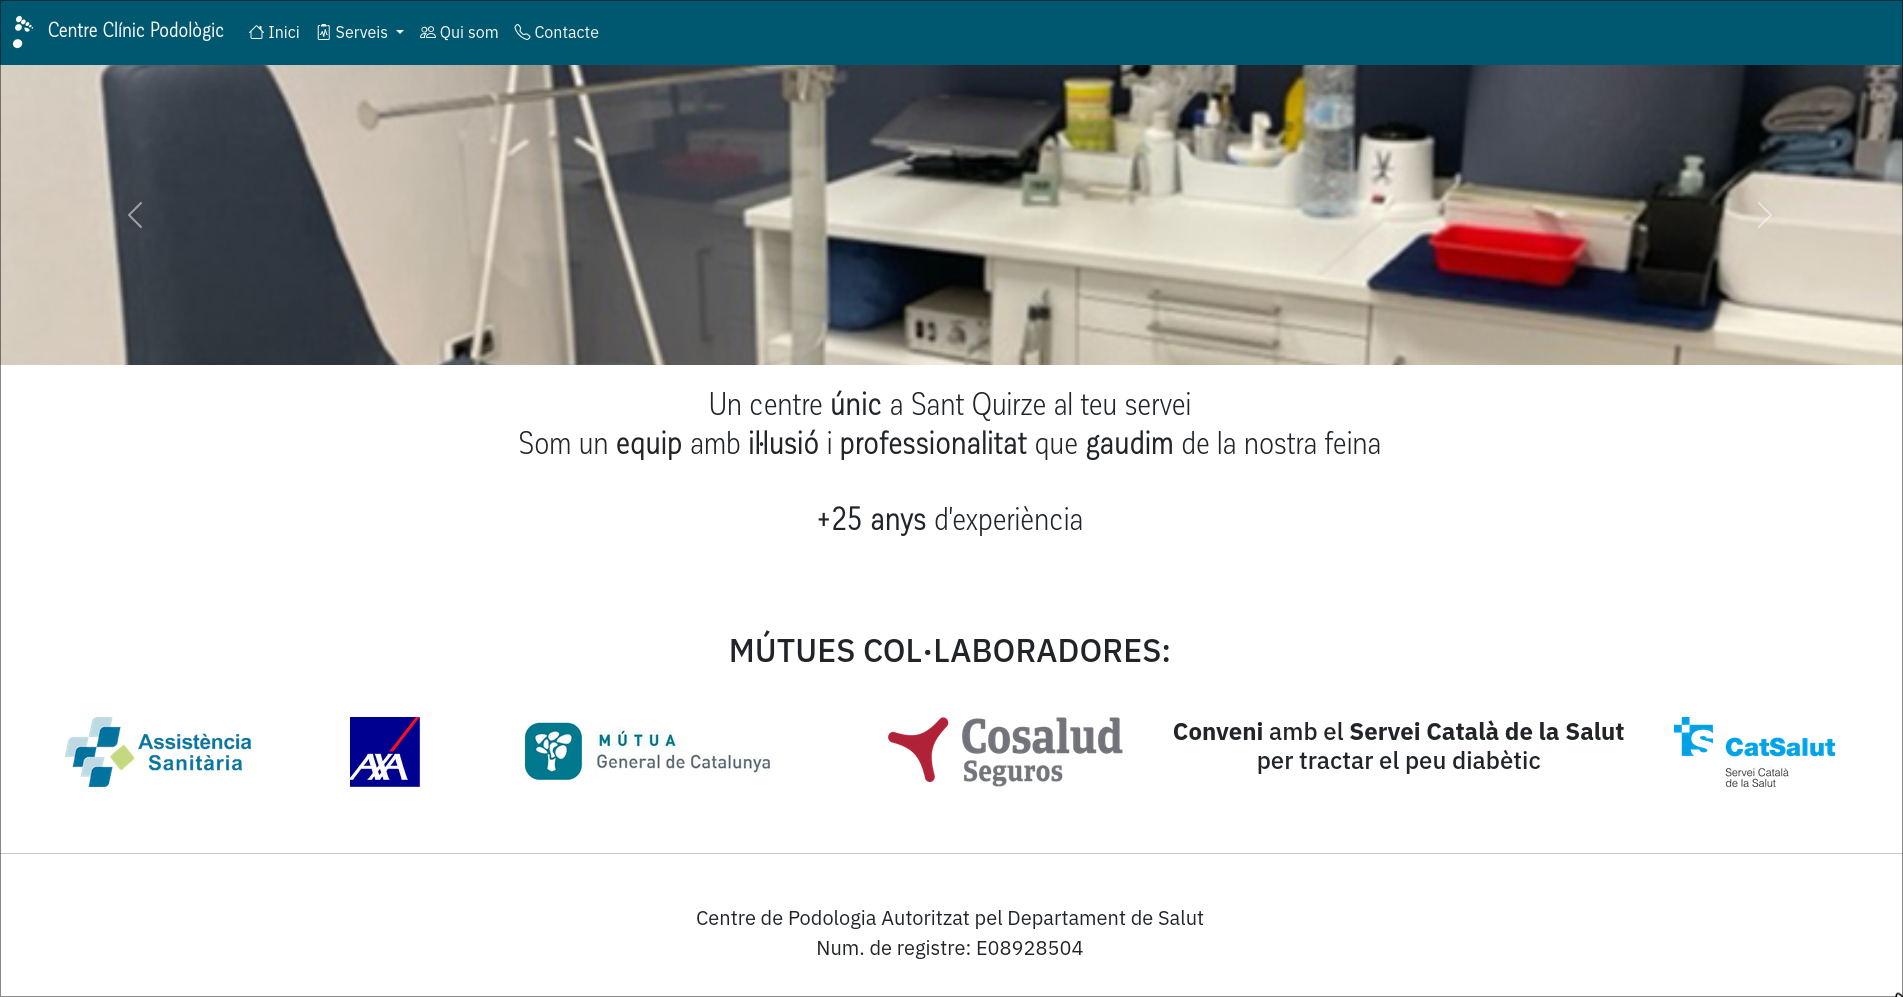 Centre Clínic Podològic
Inici
Serveis
Qui som
Contacte
Un centre únic a Sant Quirze al teu servei
Som un equip amb il·lusió i professionalitat que gaudim de la nostra feina
+25 anys d'experiència
MÚTUES COL·LABORADORES:
Assistència
Sanitària
AXA
MÚTUA
General de Catalunya
Cosalud
Seguros
Conveni amb el Servei Català de la Salut
per tractar el peu diabètic
CatSalut
Servei Català
de la Salut
Centre de Podologia Autoritzat pel Departament de Salut
Num. de registre: E08928504